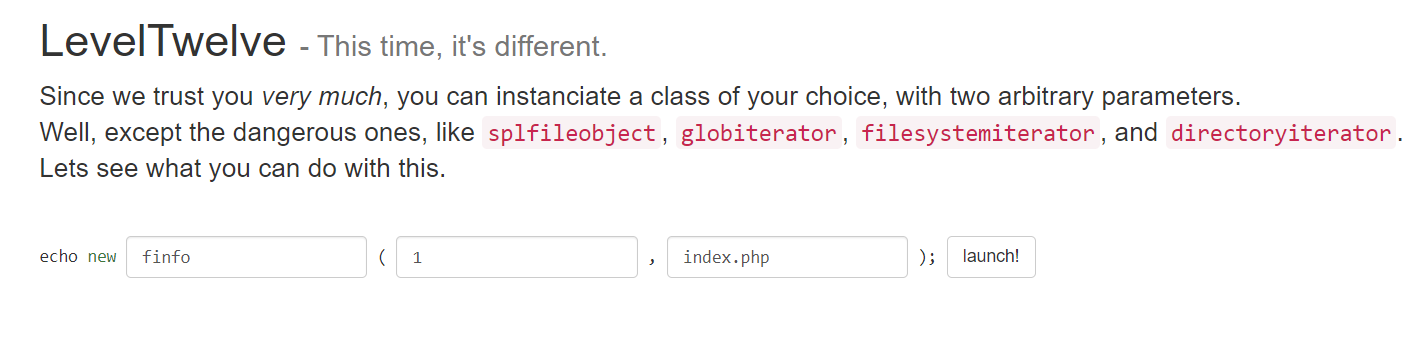 LevelTwelve - This time, it's different.
Since we trust you very much, you can instanciate a class of your choice, with two arbitrary parameters.
Well, except the dangerous ones, like splfileobject, globiterator, filesystemiterator, and directoryiterator.
Lets see what you can do with this.
echo new finfo ( 1 , index.php ); launch!